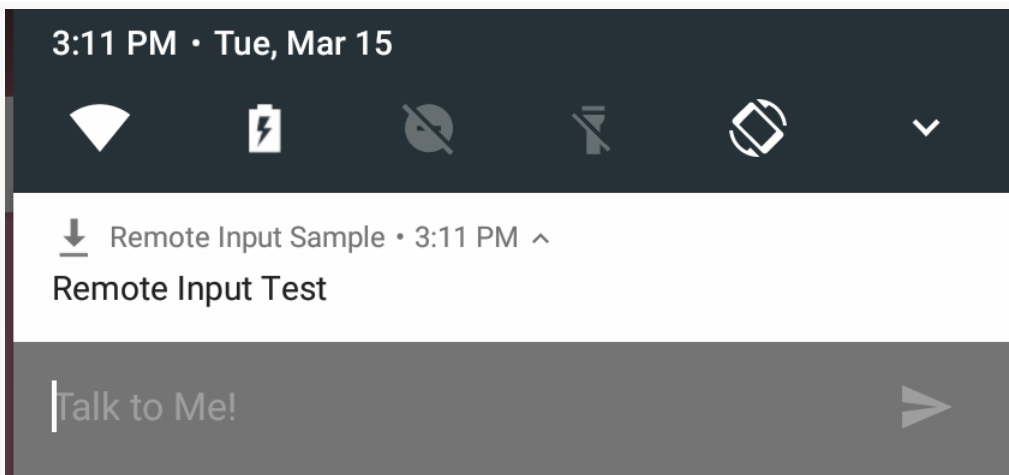 3:11 PM • Tue, Mar 15
Remote Input Sample • 3:11 PM
Remote Input Test
Talk to Me!